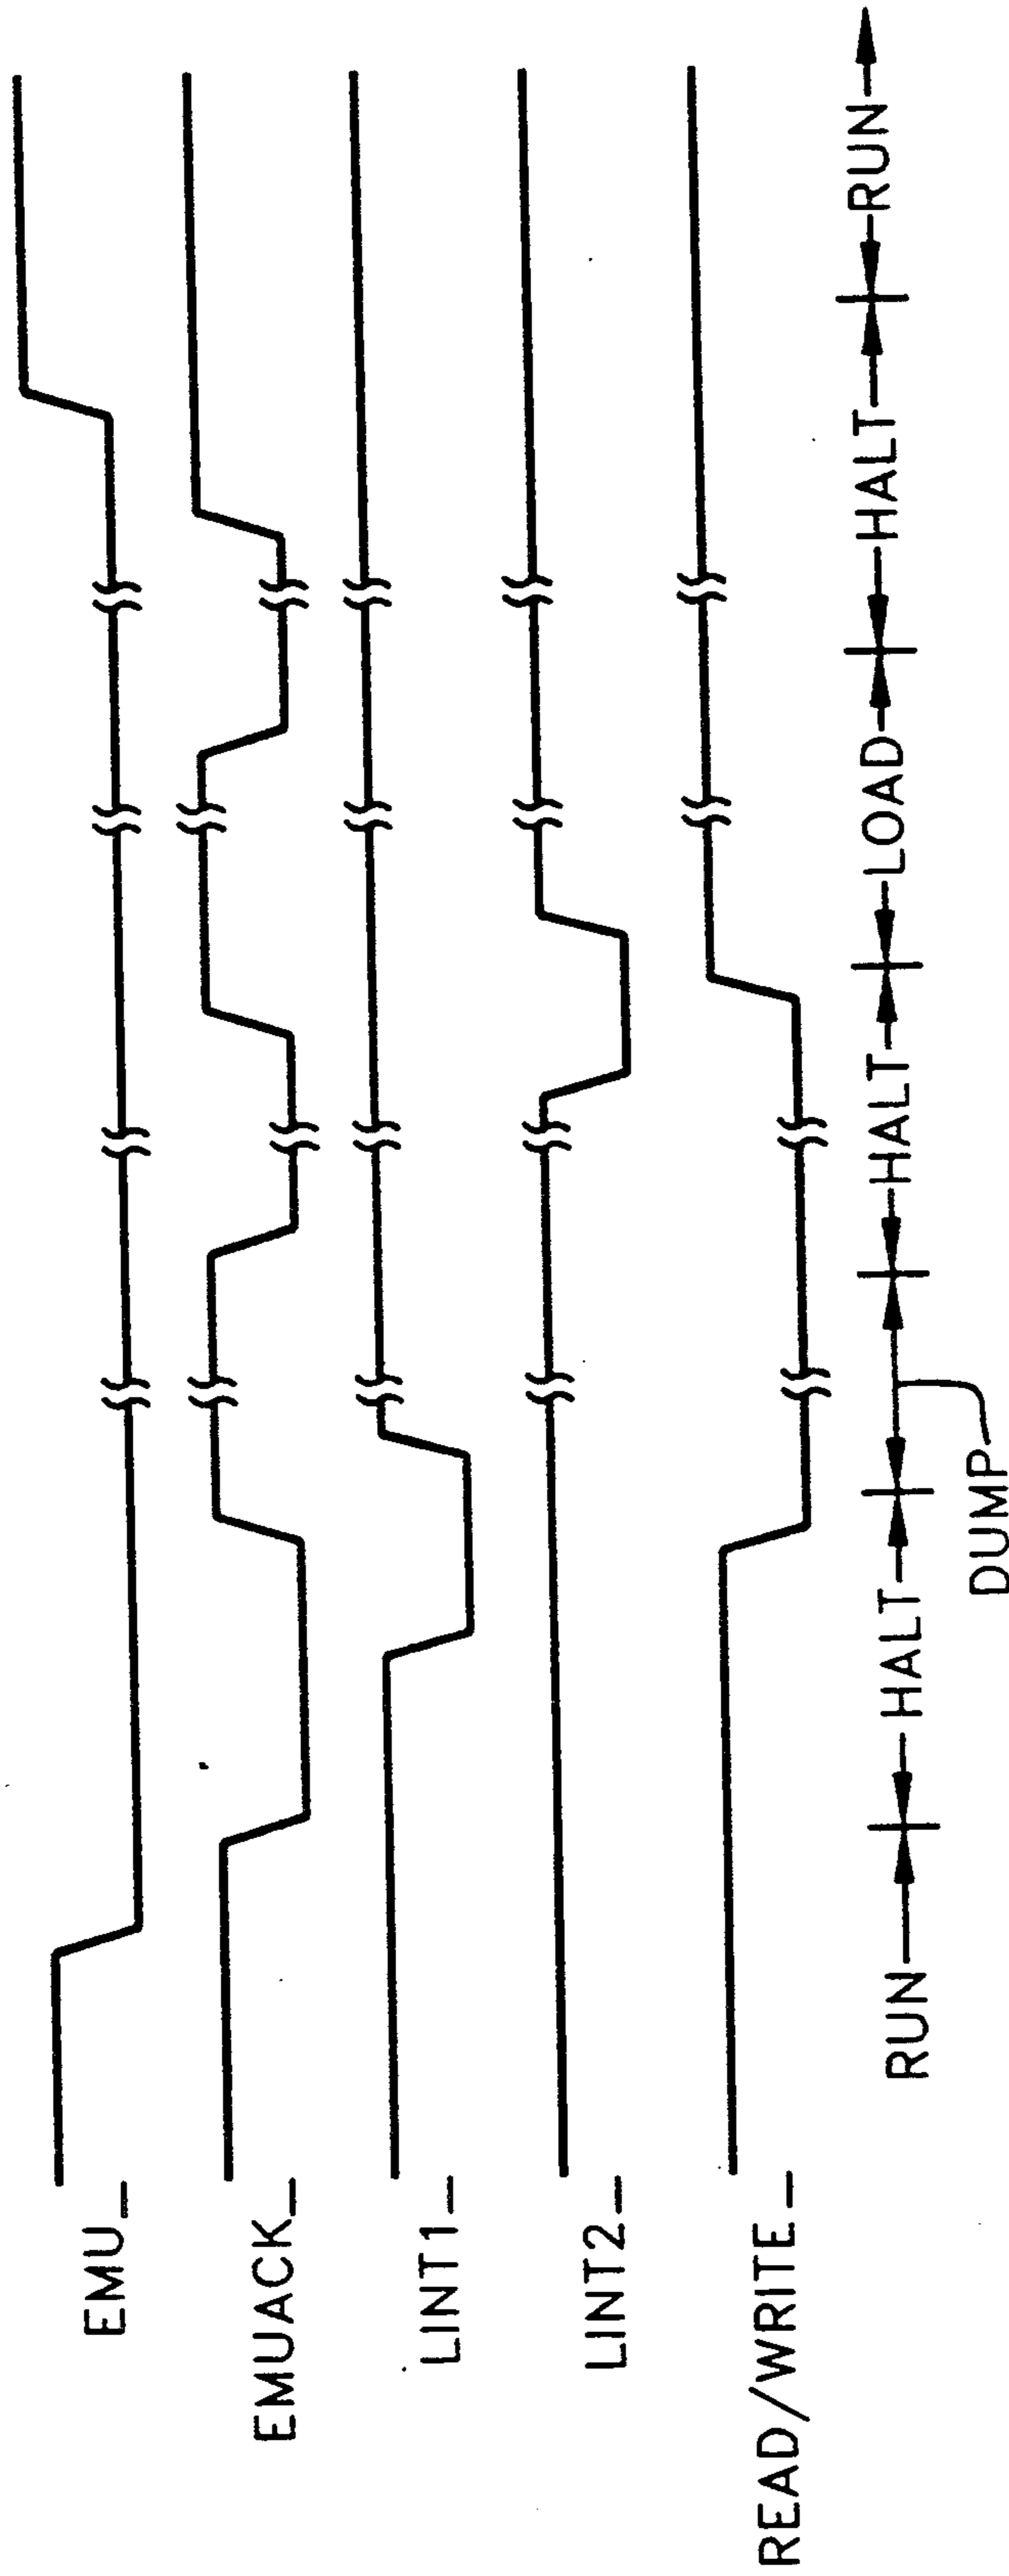 EMU_
EMUACK_
LINT1_
LINT2_
READ/WRITE_
RUN HALT HALT LOAD HALT RUN
DUMP